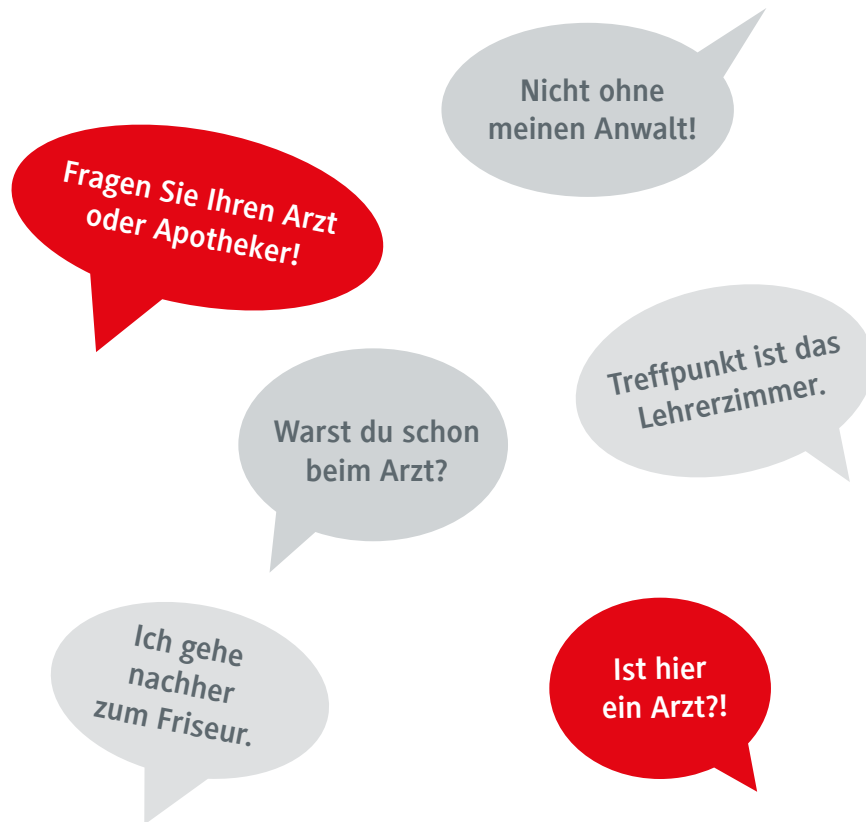 Nicht ohne
meinen Anwalt!
Fragen Sie Ihren Arzt
oder Apotheker!
Treffpunkt ist das
Lehrerzimmer.
Warst du schon
beim Arzt?
Ich gehe
nachher
zum Friseur.
Ist hier
ein Arzt?!